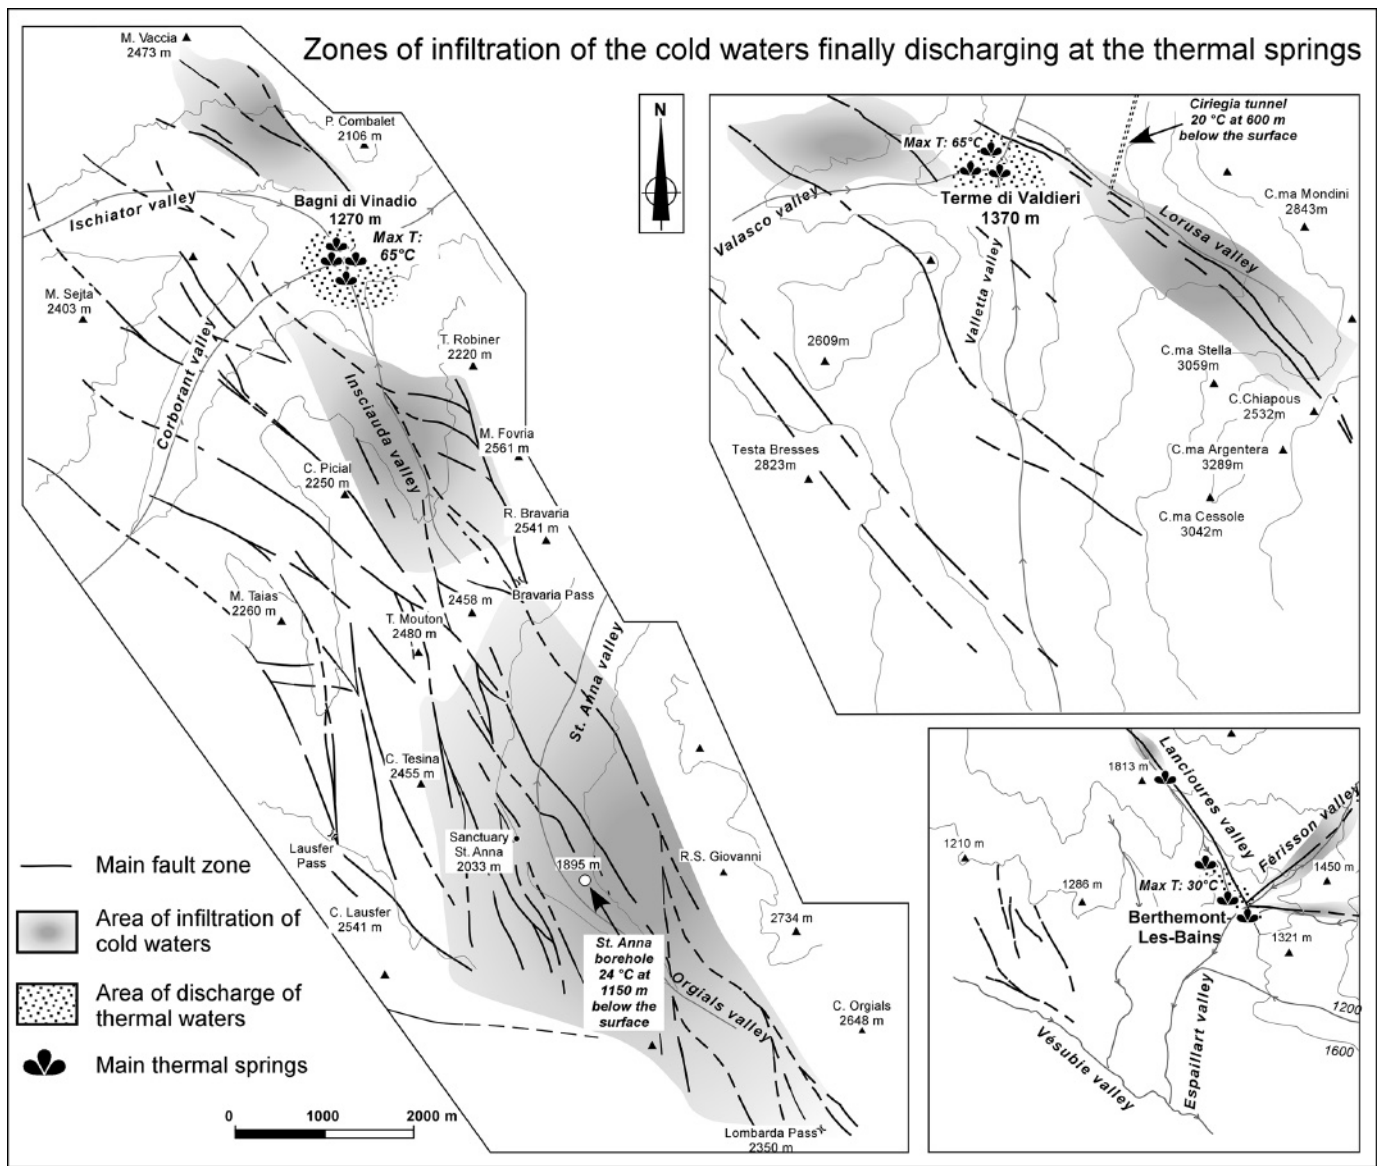 Zones of infiltration of the cold waters finally discharging at the thermal springs
M. Vaccia
2473 m
P. Combalet
2106 m
Ischiator valley
Bagni di Vinadio
1270 m
Max T:
65°C
M. Sejta
2403 m
Corborant valley
T. Robiner
2220 m
Insciauda valley
M. Fovria
2561 m
C. Picial
2250 m
R. Bravaria
2541 m
Bravaria Pass
M. Taias
2260 m
2458 m
T. Mouton
2480 m
St. Anna valley
C. Tesina
2455 m
Sanctuary
St. Anna
2033 m
1895 m
R.S. Giovanni
Lausfer
Pass
C. Lausfer
2541 m
2734 m
St. Anna
borehole
24 °C at
1150 m
below the
surface
Orgials valley
C. Orgials
2648 m
Lombarda Pass
2350 m
Main fault zone
Area of infiltration of
cold waters
Area of discharge of
thermal waters
Main thermal springs
0 1000 2000 m
N
Ciriegia tunnel
20 °C at 600 m
below the surface
Max T: 65°C
Terme di Valdieri
1370 m
Valasco valley
Valletta valley
Lorusa valley
C.ma Mondini
2843m
2609m
C.ma Stella
3059m
C.Chiapous
2532m
Testa Bresses
2823m
C.ma Argentera
3289m
C.ma Cessole
3042m
1813 m
Lancioures valley
Férisson valley
1210 m
1286 m
1450 m
Max T: 30°C
Berthemont-
Les-Bains
1321 m
Espaillart valley
1200
1600
Vésubie valley